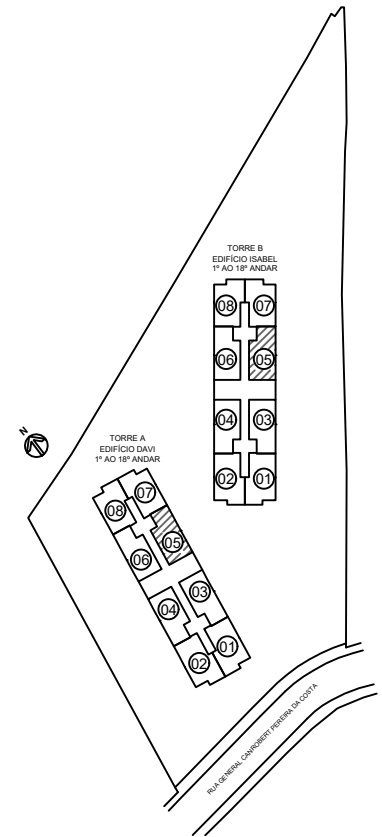 TORRE B
EDIFÍCIO ISABEL
1º AO 18º ANDAR
08 07
06 05
04 03
02 01
N
TORRE A
EDIFÍCIO DAVI
1º AO 18º ANDAR
07
08
05
06
03
04
01
02
RUA GENERAL CANROBERT PEREIRA DA COSTA